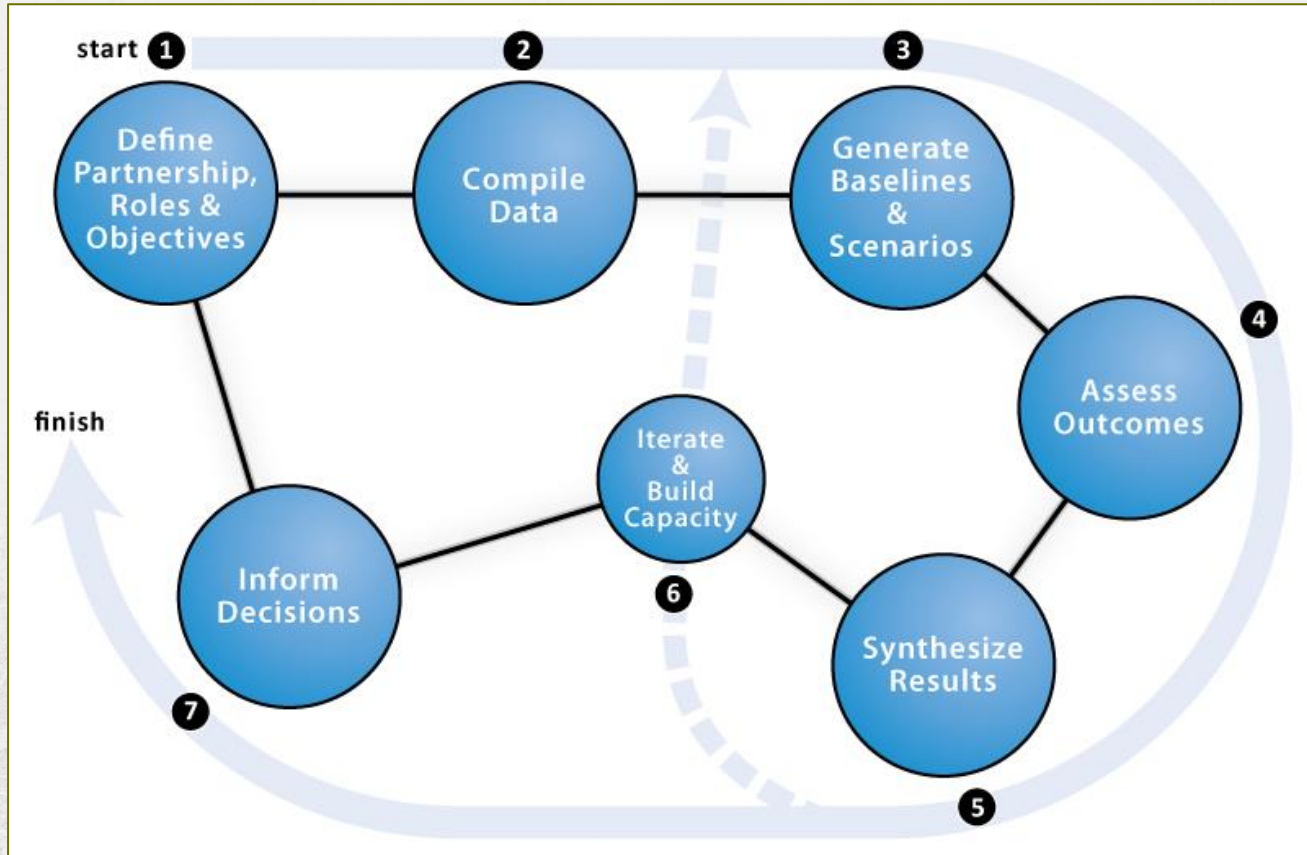 start 1
2
3
Define
Partnership,
Roles &
Objectives
Compile
Data
Generate
Baselines
&
Scenarios
4
Assess
Outcomes
5
Synthesize
Results
6
Iterate
&
Build
Capacity
7
Inform
Decisions
finish